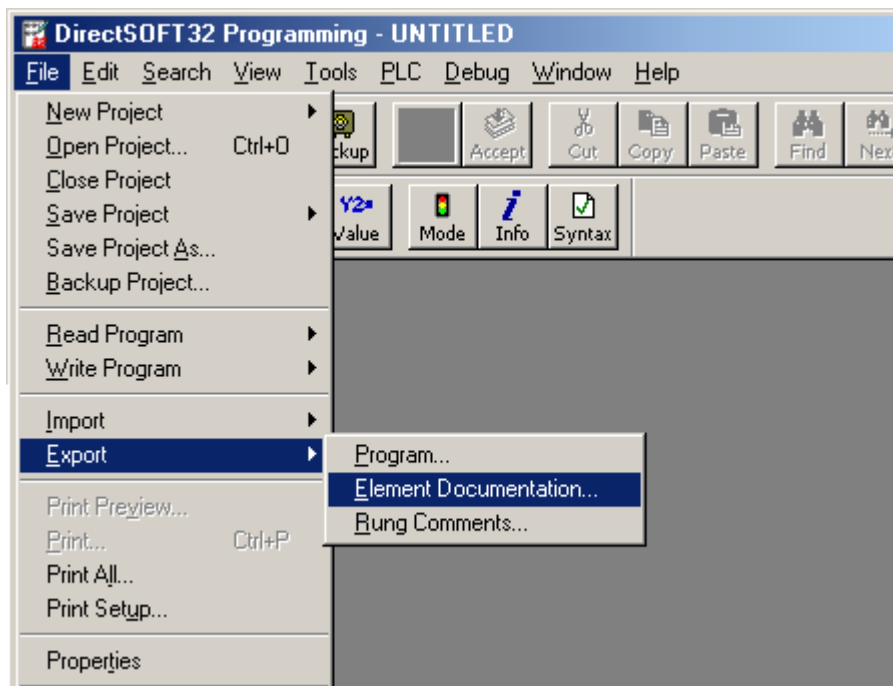 DirectSOFT32 Programming - UNTITLED
File Edit Search View Tools PLC Debug Window Help
New Project
Open Project... Ctrl+O
Close Project
Save Project
Save Project As...
Backup Project...
Read Program
Write Program
Import
Export
Print Preview...
Print... Ctrl+P
Print All...
Print Setup...
Properties
Program...
Element Documentation...
Rung Comments...
ckup Accept Cut Copy Paste Find Nex
Y2=
Value Mode Info Syntax